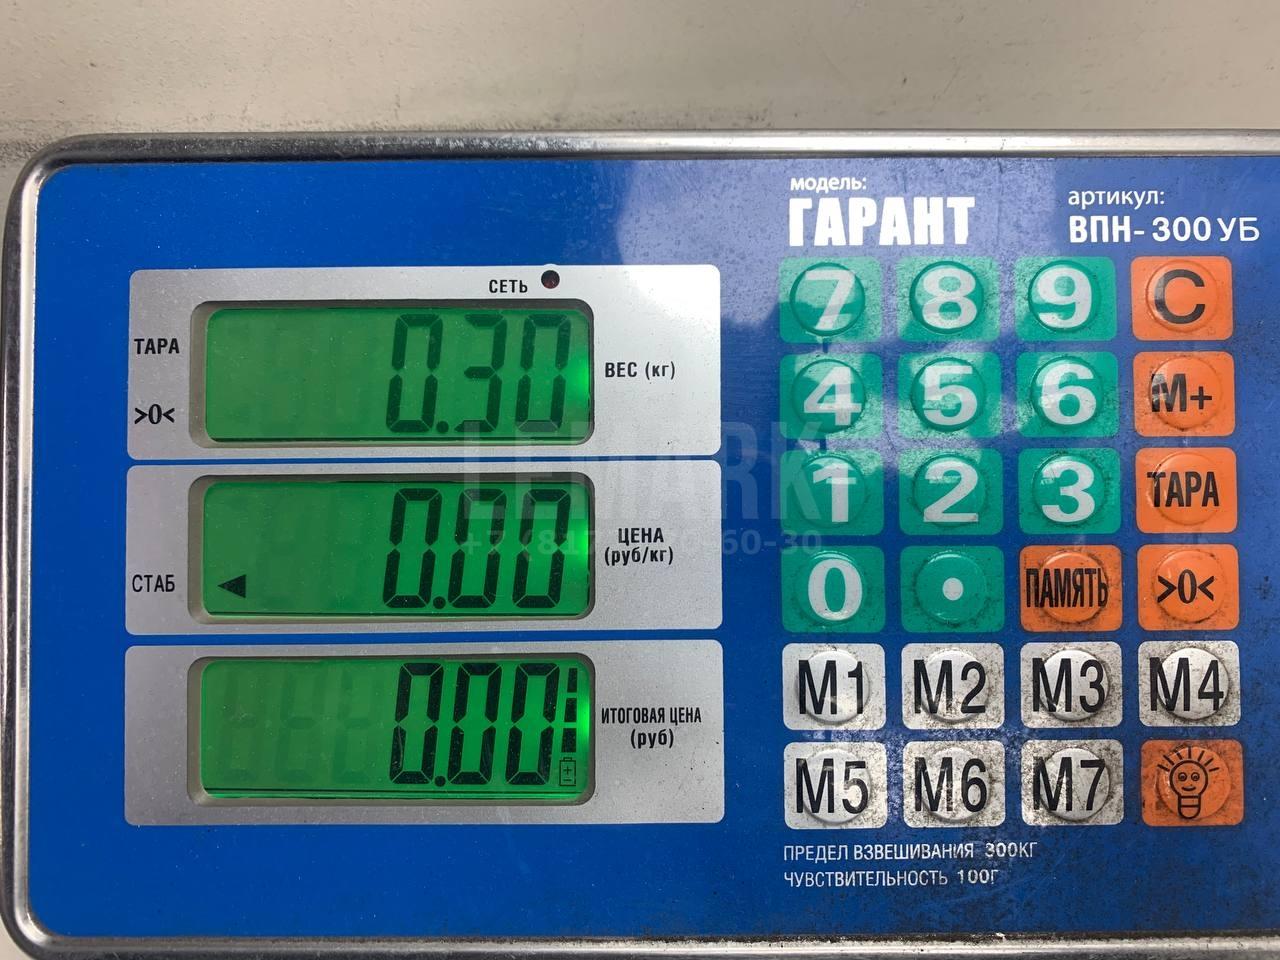 модель:
ГАРАНТ
артикул:
ВПН-300УБ
СЕТЬ
ТАРА
>0<
0.30
ВЕС (кг)
СТАБ
0.00
ЦЕНА
(руб/кг)
0.00
ИТОГОВАЯ ЦЕНА
(руб)
7 8 9 C
4 5 6 M+
1 2 3 ТАРА
0 . ПАМЯТЬ >0<
M1 M2 M3 M4
M5 M6 M7
ПРЕДЕЛ ВЗВЕШИВАНИЯ 300КГ
ЧУВСТВИТЕЛЬНОСТЬ 100Г
LEMARK